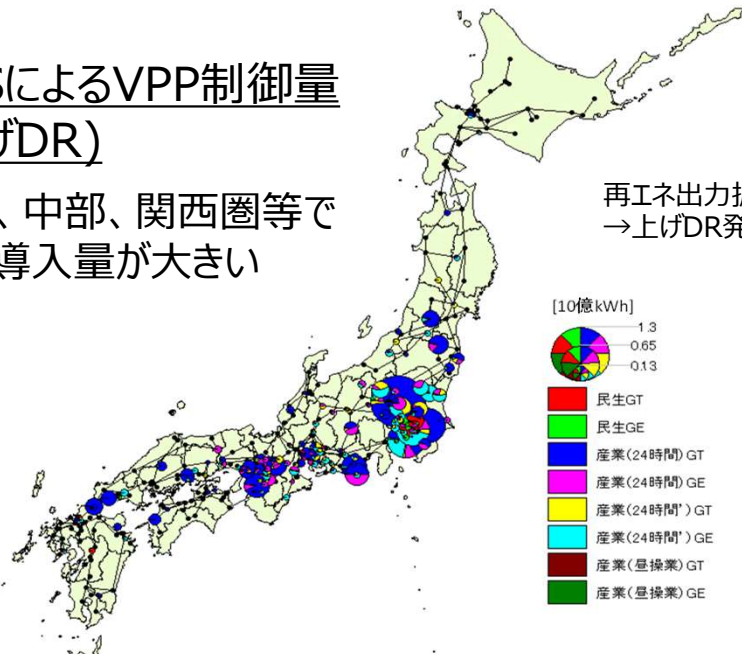 によるVPP制御量
DR)
、中部、関西圏等で
導入量が大きい
再エネ出力
→上げDR発
[10億kWh]
1.3
0.65
0.13
民生GT
民生GE
産業(24時間)GT
産業(24時間)GE
産業(24時間')GT
産業(24時間')GE
産業(昼操業)GT
産業(昼操業)GE